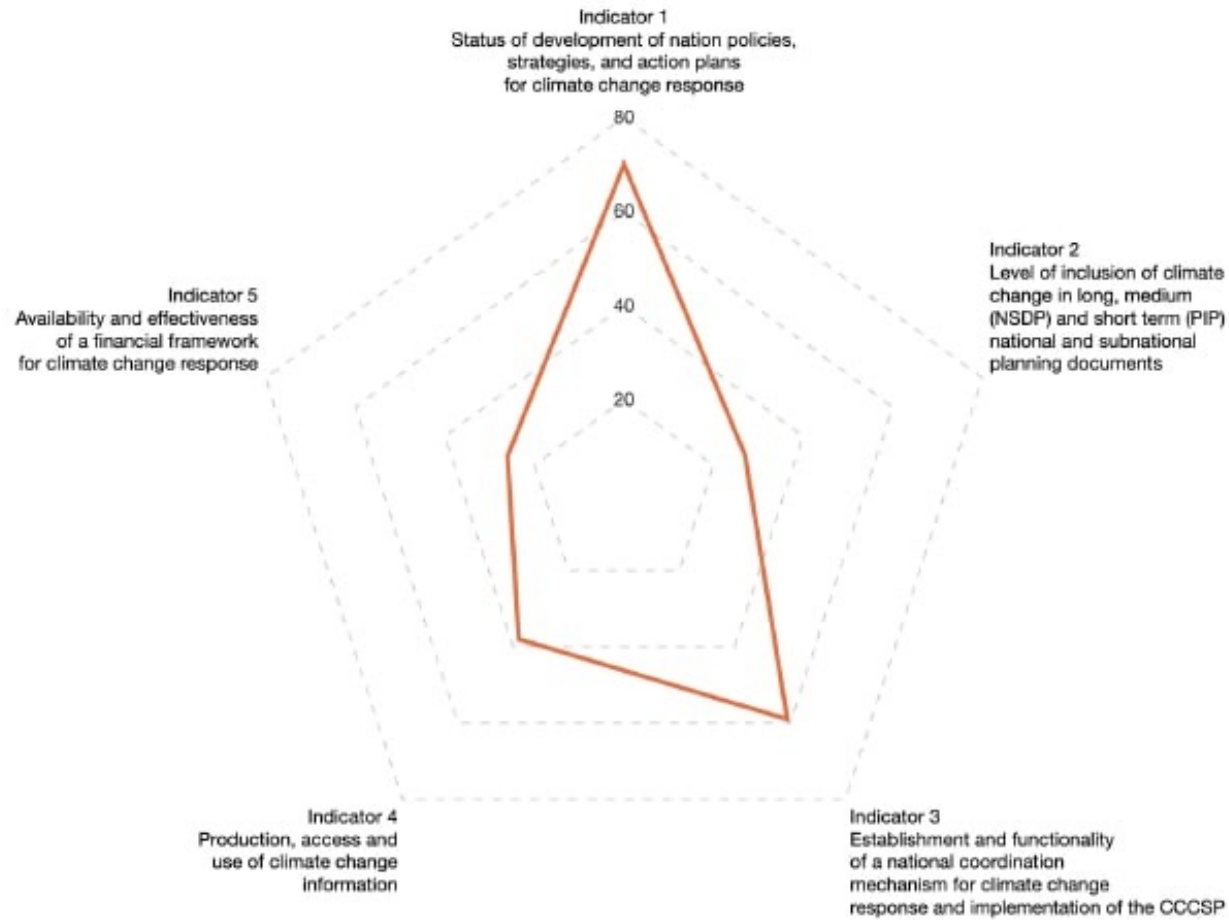 Indicator 1
Status of development of nation policies,
strategies, and action plans
for climate change response
80
60
40
20
Indicator 2
Level of inclusion of climate
change in long, medium
(NSDP) and short term (PIP)
national and subnational
planning documents
Indicator 3
Establishment and functionality
of a national coordination
mechanism for climate change
response and implementation of the CCCSP
Indicator 4
Production, access and
use of climate change
information
Indicator 5
Availability and effectiveness
of a financial framework
for climate change response